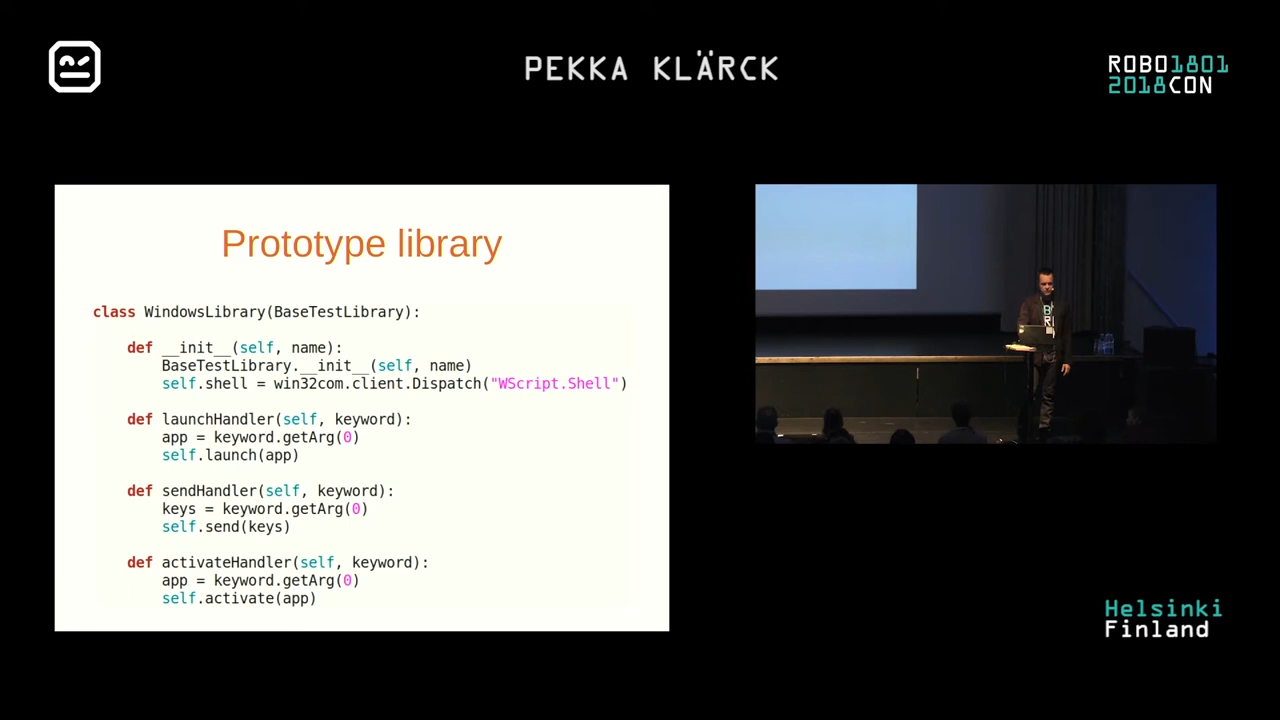 PEKKA KLÄRCK
ROBO1801
2018CON
Prototype library
class WindowsLibrary(BaseTestLibrary):
def __init__(self, name):
BaseTestLibrary.__init__(self, name)
self.shell = win32com.client.Dispatch("WScript.Shell")
def launchHandler(self, keyword):
app = keyword.getArg(0)
self.launch(app)
def sendHandler(self, keyword):
keys = keyword.getArg(0)
self.send(keys)
def activateHandler(self, keyword):
app = keyword.getArg(0)
self.activate(app)
Helsinki
Finland